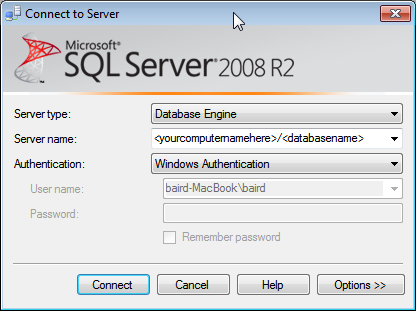 Connect to Server
Microsoft®
SQL Server® 2008 R2
Server type: Database Engine
Server name: <yourcomputernamehere>/<databasename>
Authentication: Windows Authentication
User name: baird-MacBook\baird
Password:
Remember password
Connect Cancel Help Options >>